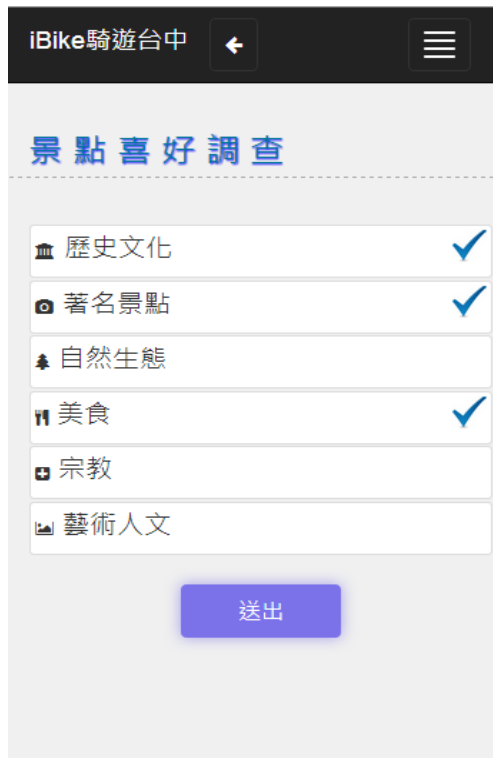 iBike騎遊台中
景點喜好調查
歷史文化
著名景點
自然生態
美食
宗教
藝術人文
送出